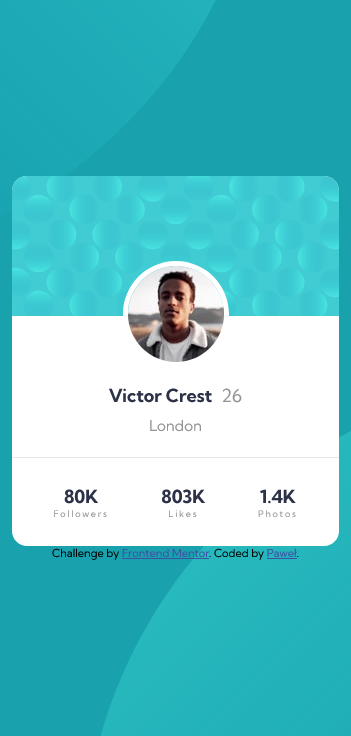 Victor Crest 26
London
80K 803K 1.4K
Followers Likes Photos
Challenge by Frontend Mentor. Coded by Pawel.